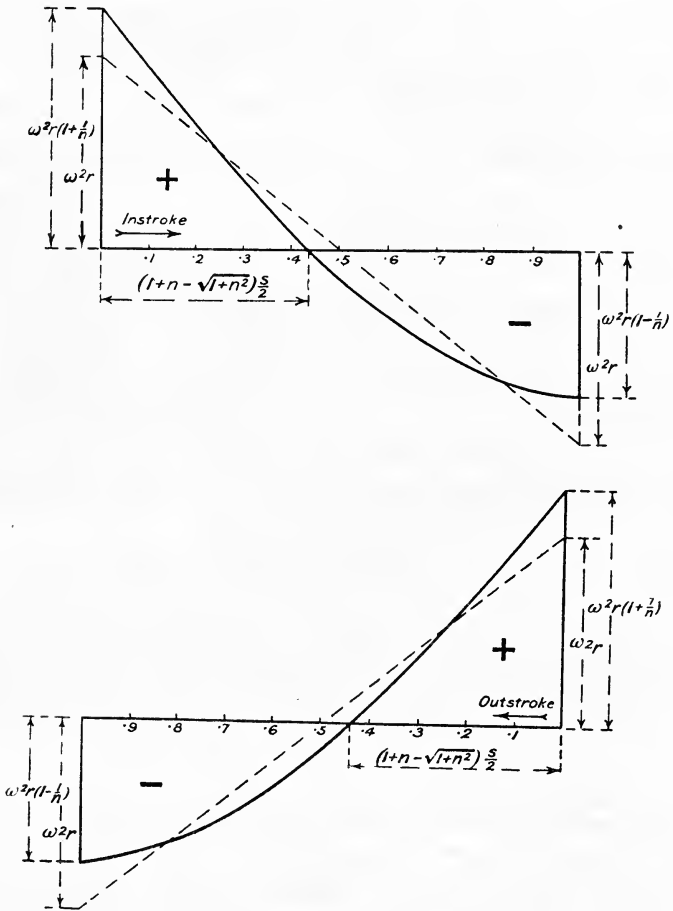 ω²r(1+1/n)
ω²r
+
Instroke
.1 .2 .3 .4 .5 .6 .7 .8 .9
(1+n-√1+n²) s/2
−
ω²r(1-1/n)
ω²r
ω²r(1+7/n)
ω2r
+
Outstroke
.9 .8 .7 .6 .5 .4 .3 .2 .1
(1+n-√1+n²) s/2
−
ω²r(1-1/n)
ω²r